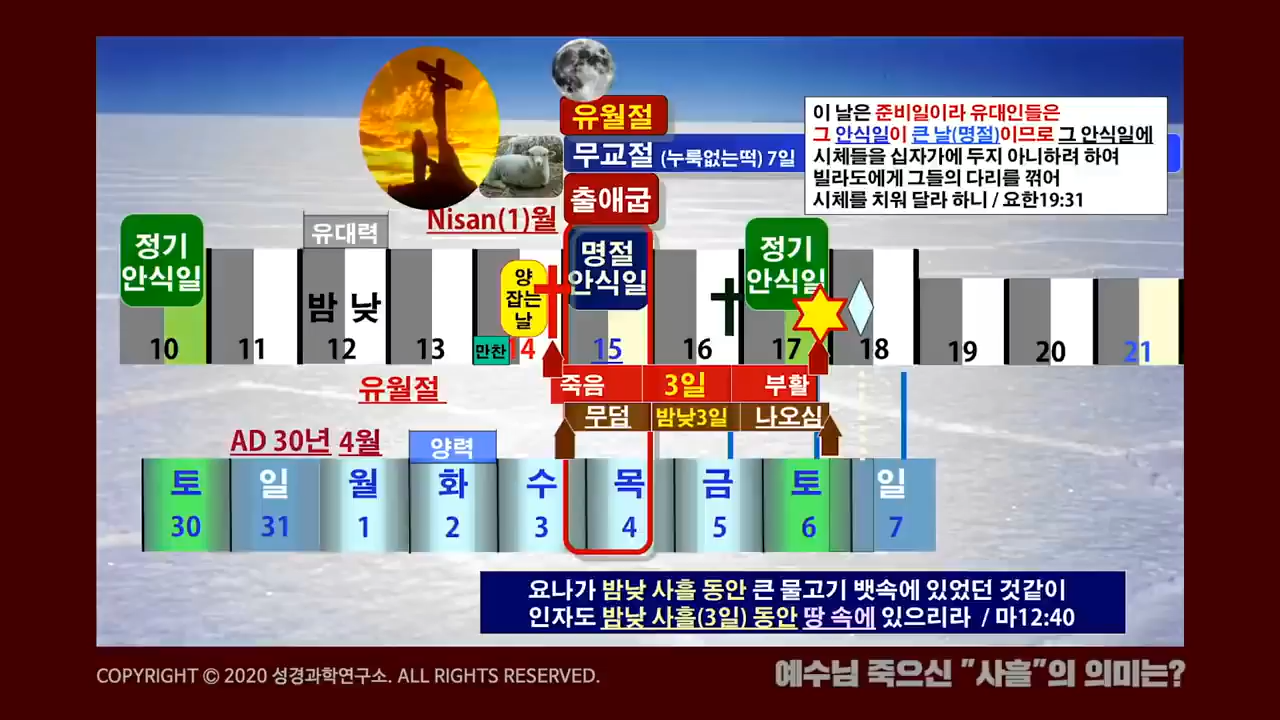 유월절
무교절 (누룩없는떡) 7일
출애굽
이 날은 준비일이라 유대인들은
그 안식일이 큰 날(명절)이므로 그 안식일에
시체들을 십자가에 두지 아니하려 하여
빌라도에게 그들의 다리를 꺾어
시체를 치워 달라 하니 / 요한19:31
Nisan(1)월
정기
안식일
유대력
명절
안식일
정기
안식일
양
잡는
날
밤 낮
만찬
10 11 12 13 14 15 16 17 18 19 20 21
유월절
죽음 3일 부활
무덤 밤낮3일 나오심
AD 30년 4월
양력
토 일 월 화 수 목 금 토 일
30 31 1 2 3 4 5 6 7
요나가 밤낮 사흘 동안 큰 물고기 뱃속에 있었던 것같이
인자도 밤낮 사흘(3일) 동안 땅 속에 있으리라 / 마12:40
COPYRIGHT © 2020 성경과학연구소. ALL RIGHTS RESERVED.
예수님 죽으신 "사흘"의 의미는?